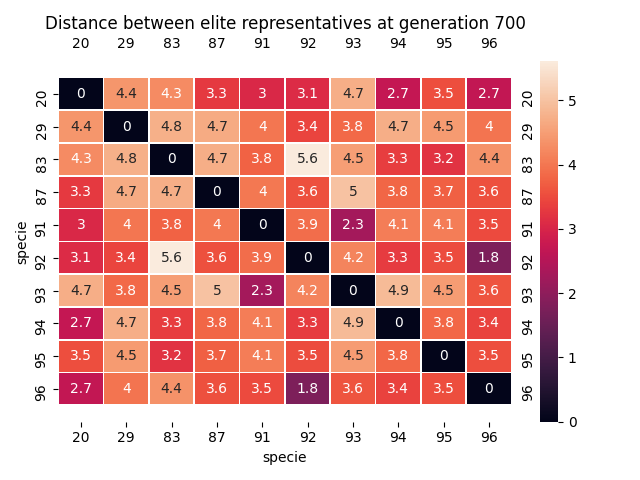 Distance between elite representatives at generation 700
20 29 83 87 91 92 93 94 95 96
20 0 4.4 4.3 3.3 3 3.1 4.7 2.7 3.5 2.7 20
29 4.4 0 4.8 4.7 4 3.4 3.8 4.7 4.5 4 29
83 4.3 4.8 0 4.7 3.8 5.6 4.5 3.3 3.2 4.4 83
87 3.3 4.7 4.7 0 4 3.6 5 3.8 3.7 3.6 87
91 3 4 3.8 4 0 3.9 2.3 4.1 4.1 3.5 91
92 3.1 3.4 5.6 3.6 3.9 0 4.2 3.3 3.5 1.8 92
93 4.7 3.8 4.5 5 2.3 4.2 0 4.9 4.5 3.6 93
94 2.7 4.7 3.3 3.8 4.1 3.3 4.9 0 3.8 3.4 94
95 3.5 4.5 3.2 3.7 4.1 3.5 4.5 3.8 0 3.5 95
96 2.7 4 4.4 3.6 3.5 1.8 3.6 3.4 3.5 0 96
20 29 83 87 91 92 93 94 95 96
specie
specie
5
4
3
2
1
0